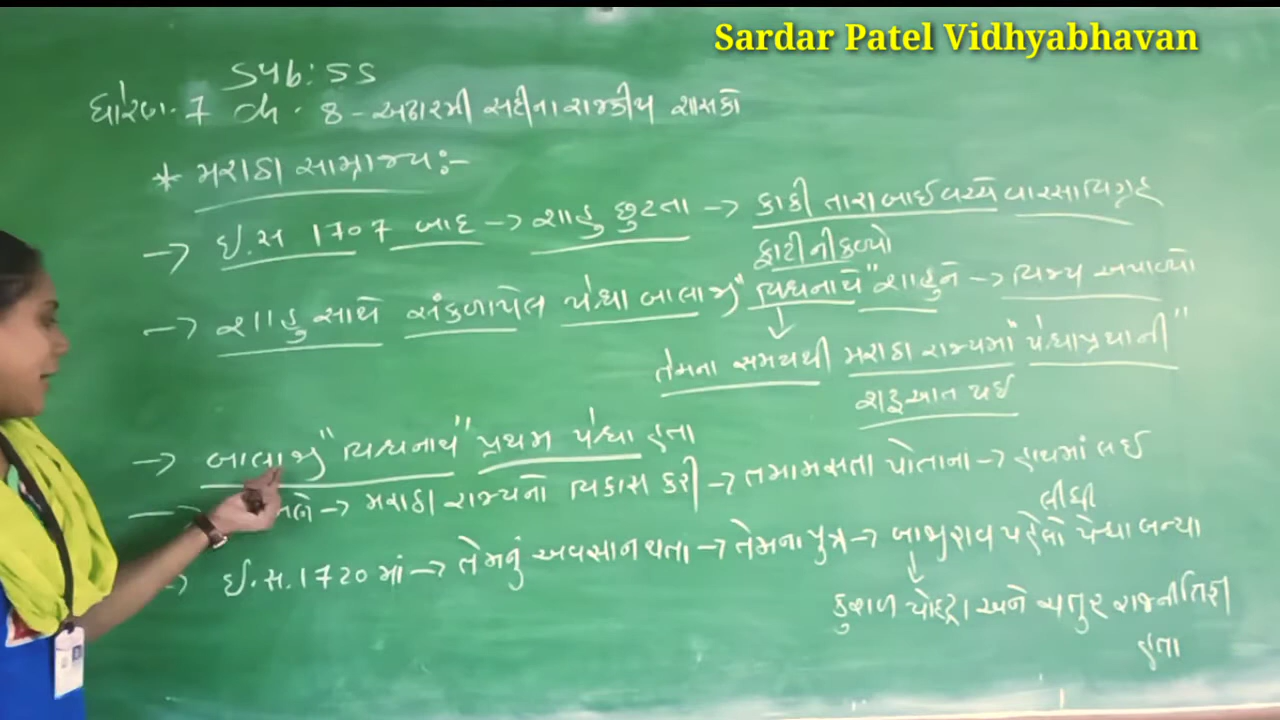 Sardar Patel Vidhyabhavan
Sub: SS
ધોરણ. 7 ch. 8 - અઢારમી સદીના રાજકીય શાસકો
* મરાઠા સામ્રાજ્ય:-
→ ઈ.સ 1707 બાદ → શાહુ છુટતા → કાકી તારાબાઈ વચ્ચે વારસાવિગ્રહ
ફાટી નીકળ્યો
→ શાહુ સાથે સંકળાયેલ પેશ્વા બાલાજી "વિશ્વનાથે" શાહુને → વિજય અપાવ્યો
તેમના સમયથી મરાઠા રાજ્યમાં "પેશ્વાપ્રથાની"
શરૂઆત થઈ
→ બાલાજી "વિશ્વનાથ" પ્રથમ પેશ્વા હતા
→ → મરાઠા રાજ્યનો વિકાસ કરી → તમામ સતા પોતાના → હાથમાં લઈ
લીધી
→ ઈ.સ. 1720 માં → તેમનું અવસાન થતા → તેમના પુત્ર → બાજીરાવ પહેલો પેશ્વા બન્યા
કુશળ યોદ્ધા અને ચતુર રાજનીતિજ્ઞ
હતા